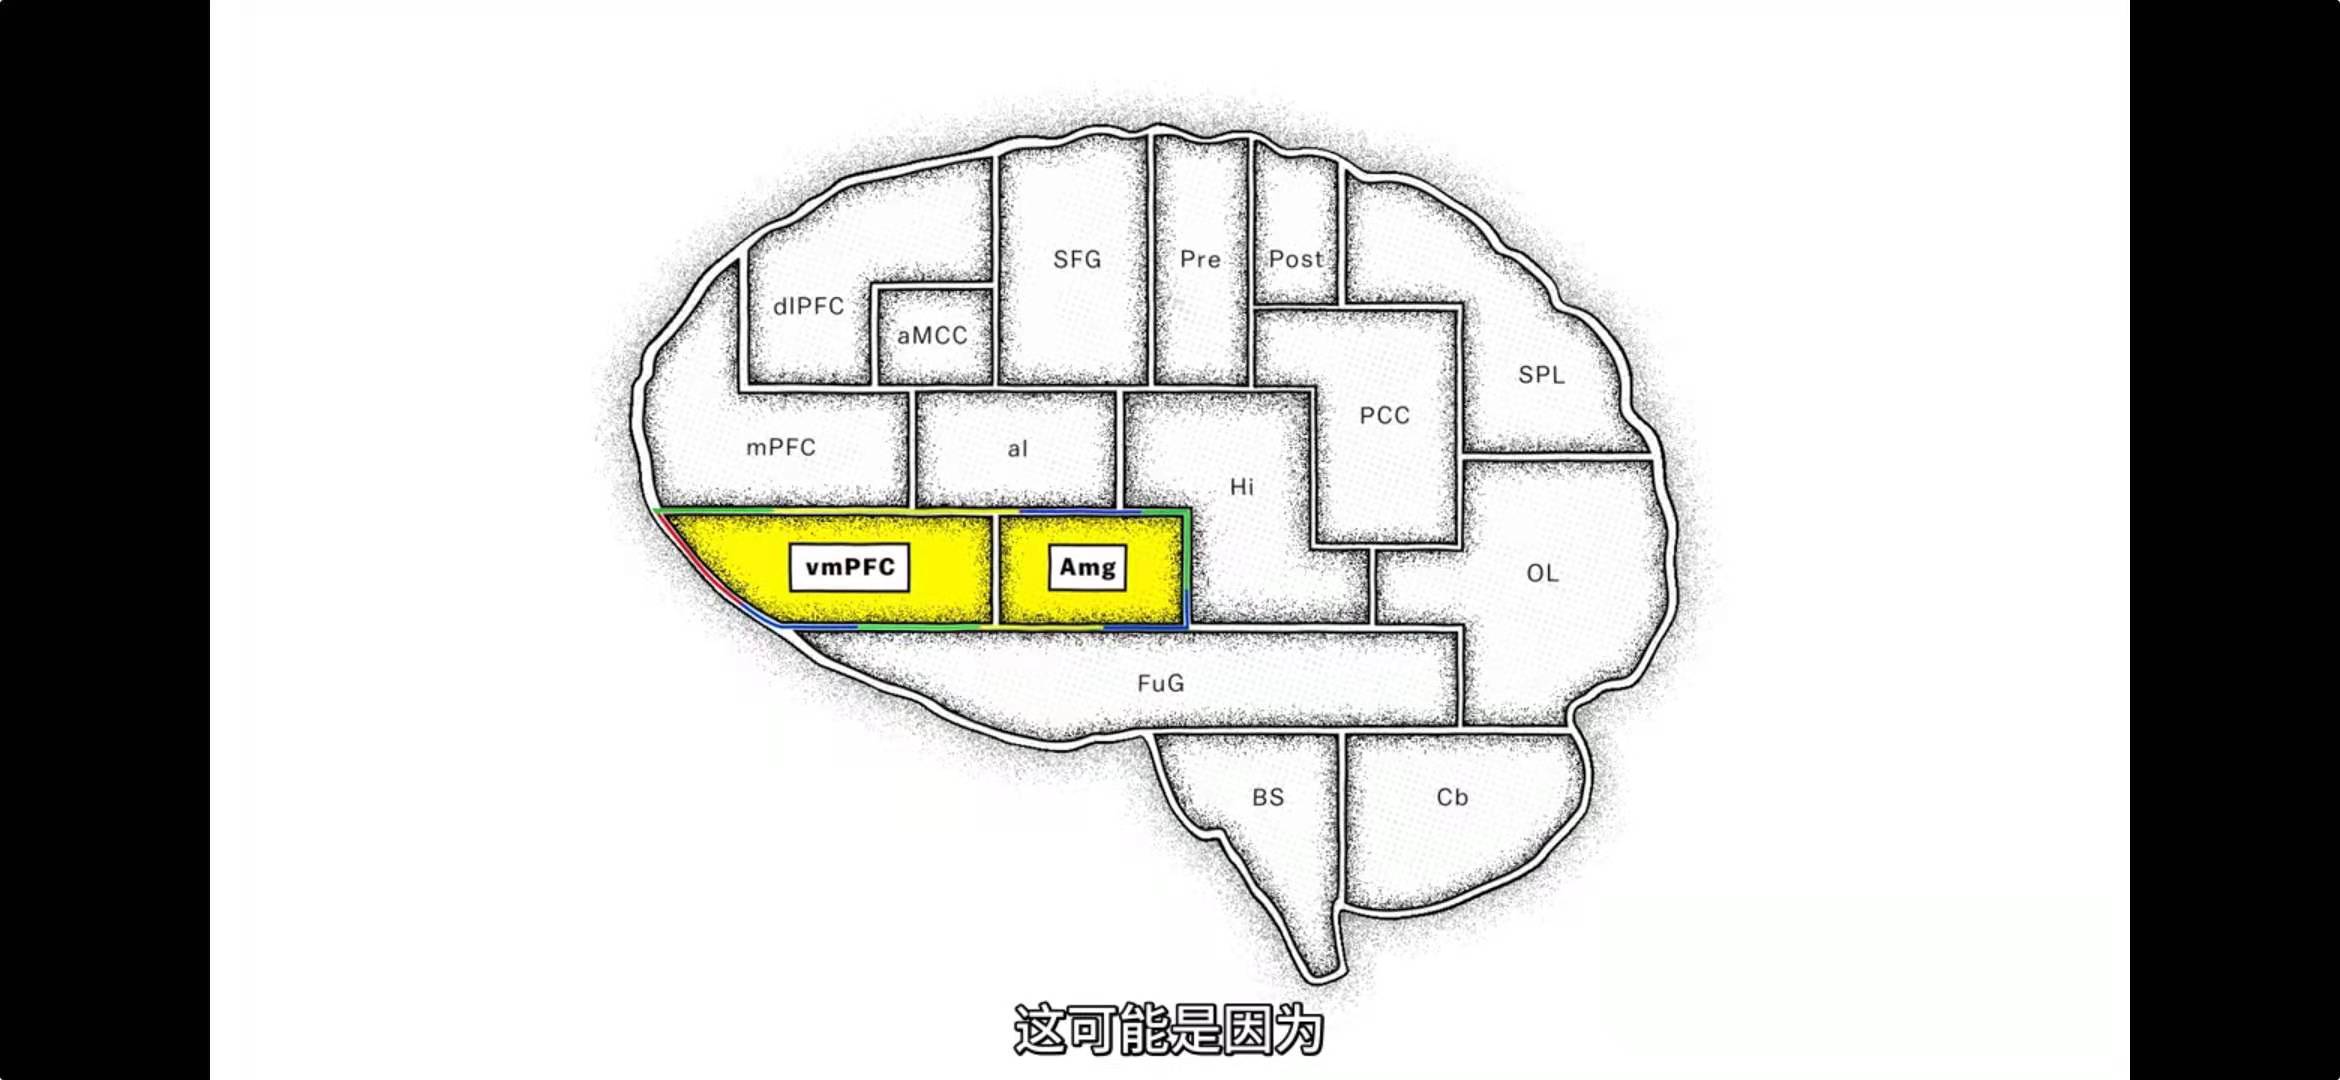 SFG
Pre
Post
dlPFC
aMCC
SPL
PCC
mPFC
aI
Hi
vmPFC
Amg
OL
FuG
BS
Cb
这可能是因为